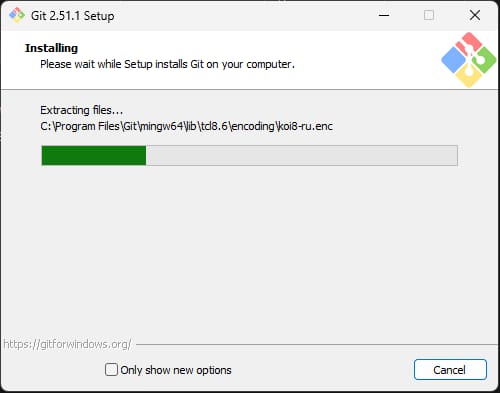 Git 2.51.1 Setup
Installing
Please wait while Setup installs Git on your computer.
Extracting files...
C:\Program Files\Git\mingw64\lib\tcl8.6\encoding\koi8-ru.enc
https://gitforwindows.org/
Only show new options
Cancel